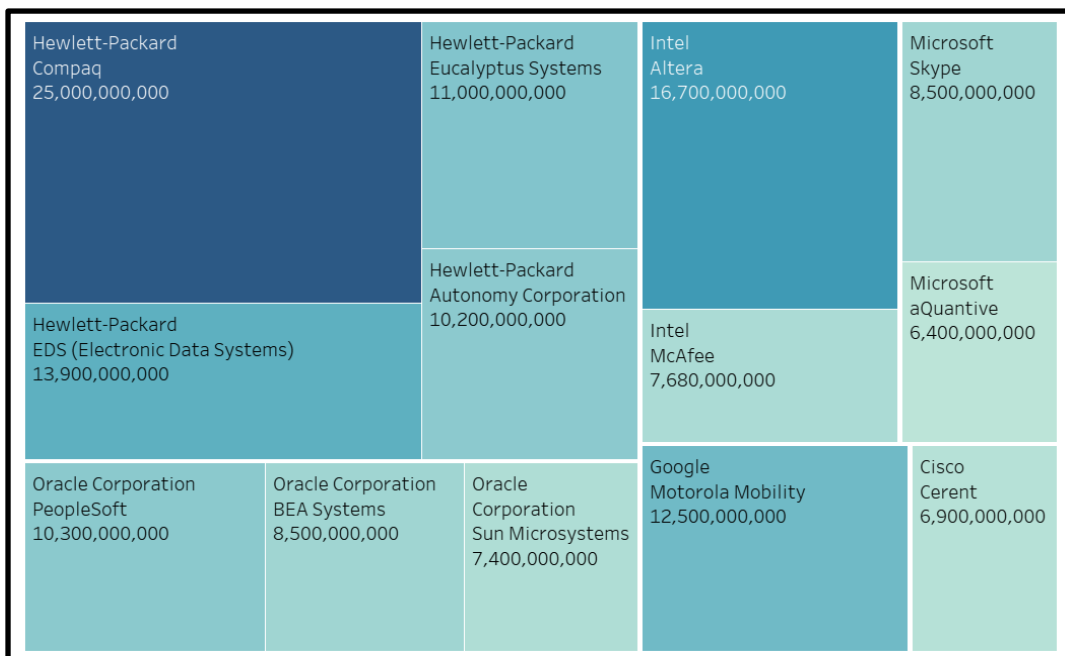 Hewlett-Packard
Compaq
25,000,000,000
Hewlett-Packard
Eucalyptus Systems
11,000,000,000
Intel
Altera
16,700,000,000
Microsoft
Skype
8,500,000,000
Hewlett-Packard
Autonomy Corporation
10,200,000,000
Microsoft
aQuantive
6,400,000,000
Hewlett-Packard
EDS (Electronic Data Systems)
13,900,000,000
Intel
McAfee
7,680,000,000
Oracle Corporation
PeopleSoft
10,300,000,000
Oracle Corporation
BEA Systems
8,500,000,000
Oracle
Corporation
Sun Microsystems
7,400,000,000
Google
Motorola Mobility
12,500,000,000
Cisco
Cerent
6,900,000,000